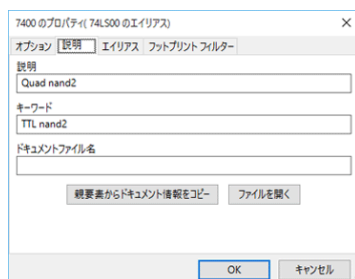 7400 のプロパティ( 74LS00 のエイリアス)
オプション 説明 エイリアス フットプリント フィルター
説明
Quad nand2
キーワード
TTL nand2
ドキュメントファイル名
親要素からドキュメント情報をコピー ファイルを開く
OK キャンセル